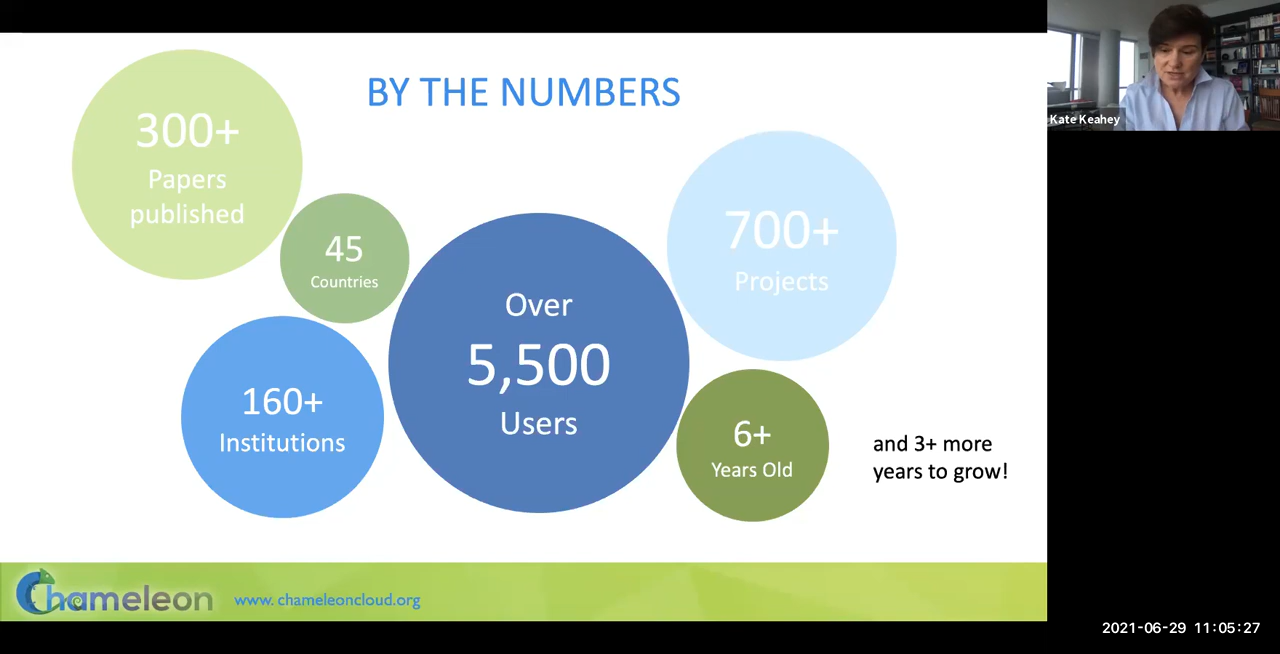 BY THE NUMBERS
300+
Papers
published
45
Countries
160+
Institutions
Over
5,500
Users
700+
Projects
6+
Years Old
and 3+ more
years to grow!
Chameleon
www. chameleoncloud.org
Kate Keahey
2021-06-29 11:05:27